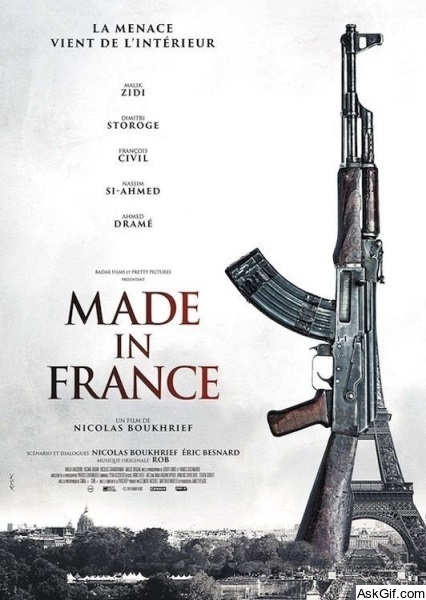 LA MENACE
VIENT DE L'INTÉRIEUR
MALIK
ZIDI
DIMITRI
STOROGE
FRANÇOIS
CIVIL
NASSIM
SI-AHMED
AHMED
DRAMÉ
RADAR FILMS ET PRETTY PICTURES
PRÉSENTENT
MADE
IN
FRANCE
UN FILM DE
NICOLAS BOUKHRIEF
SCÉNARIO ET DIALOGUES NICOLAS BOUKHRIEF ÉRIC BESNARD
MUSIQUE ORIGINALE ROB
AskGif.com